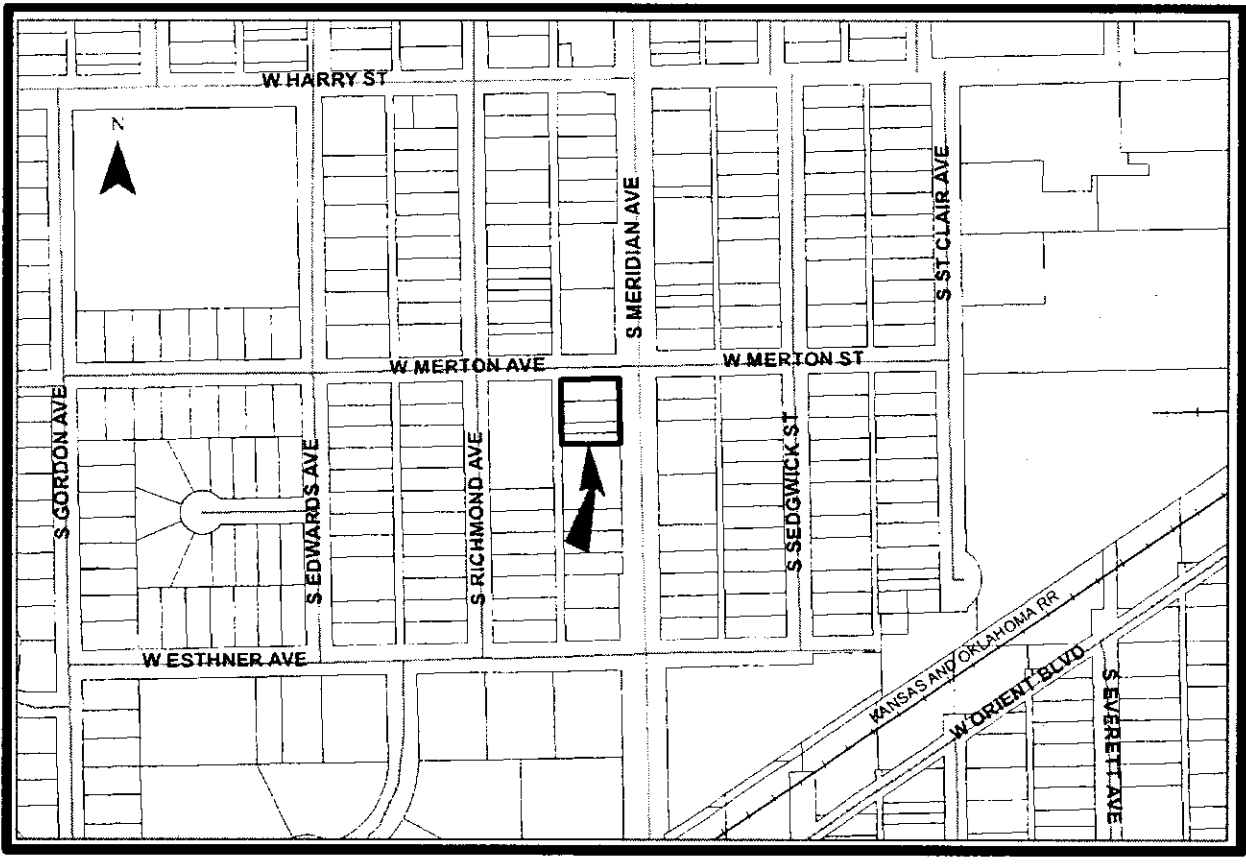 W HARRY ST
N
S MERIDIAN AVE
S ST CLAIR AVE
W MERTON AVE
W MERTON ST
S GORDON AVE
S EDWARDS AVE
S RICHMOND AVE
S SEDGWICK ST
W ESTHNER AVE
KANSAS AND OKLAHOMA RR
W ORIENT BLVD
S EVERETT AVE